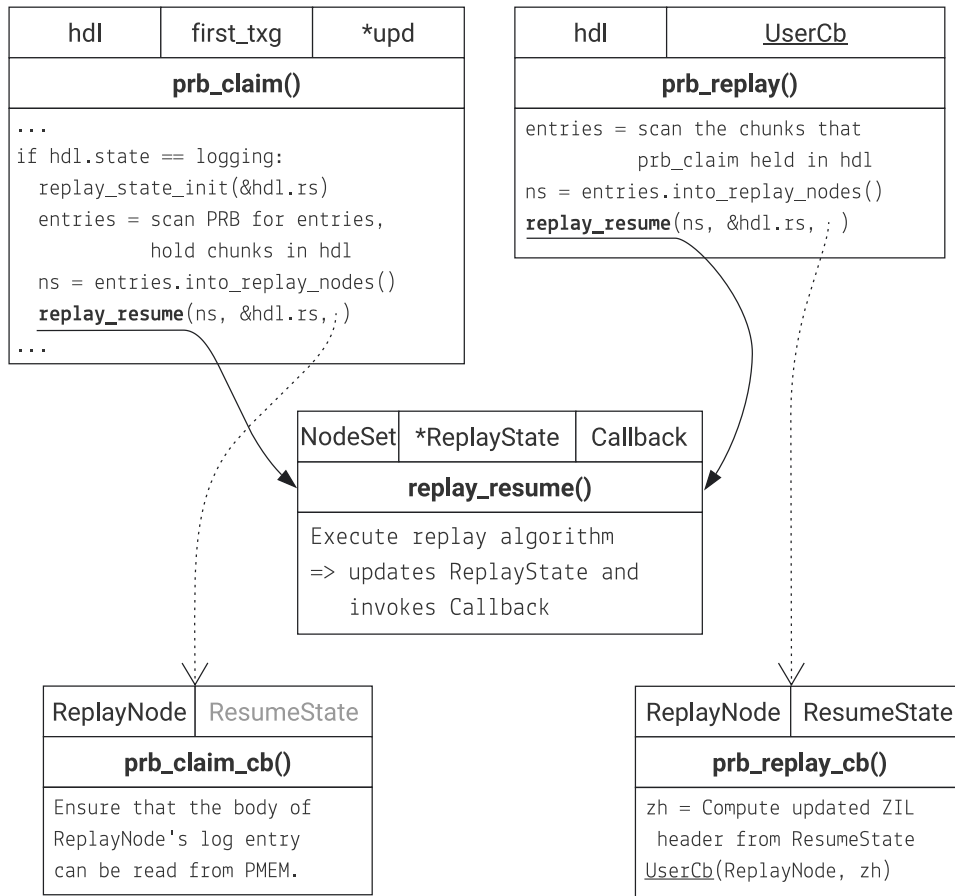 hdl first_txg *upd
prb_claim()
...
if hdl.state == logging:
replay_state_init(&hdl.rs)
entries = scan PRB for entries,
hold chunks in hdl
ns = entries.into_replay_nodes()
replay_resume(ns, &hdl.rs, )
...
hdl UserCb
prb_replay()
entries = scan the chunks that
prb_claim held in hdl
ns = entries.into_replay_nodes()
replay_resume(ns, &hdl.rs, )
NodeSet *ReplayState Callback
replay_resume()
Execute replay algorithm
=> updates ReplayState and
invokes Callback
ReplayNode ResumeState
prb_claim_cb()
Ensure that the body of
ReplayNode's log entry
can be read from PMEM.
ReplayNode ResumeState
prb_replay_cb()
zh = Compute updated ZIL
header from ResumeState
UserCb(ReplayNode, zh)